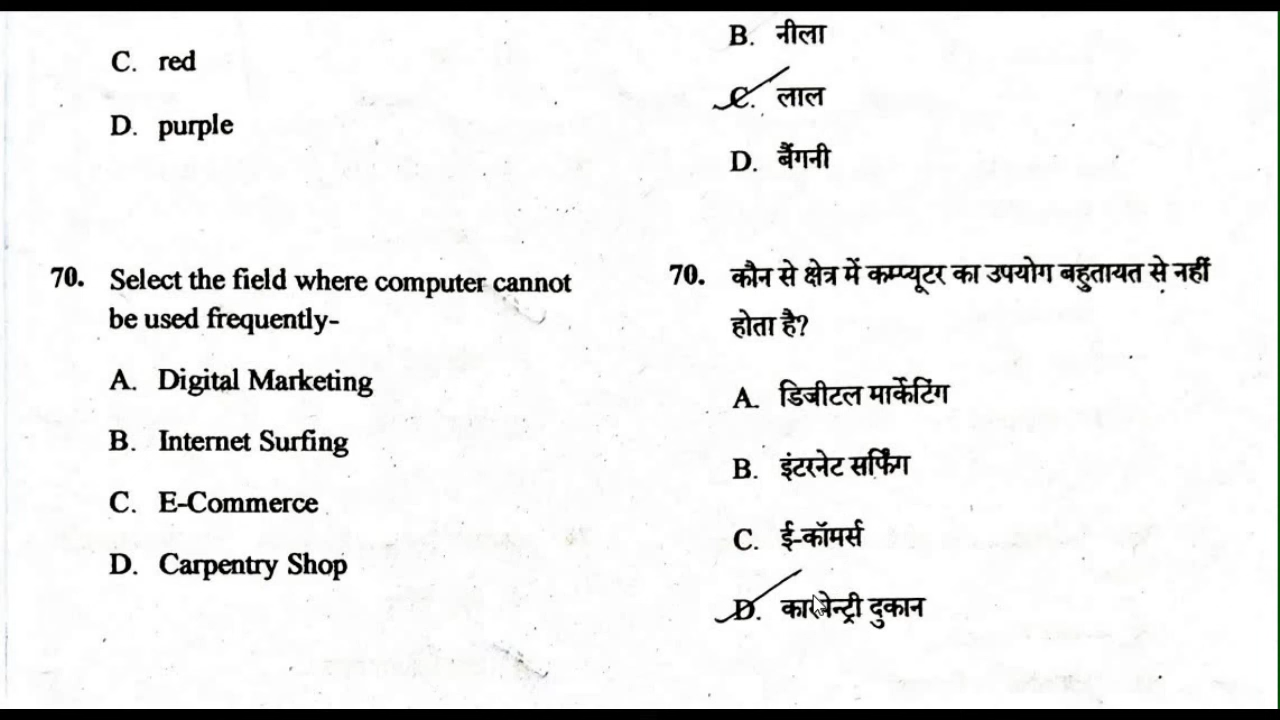 C. red
D. purple
B. नीला
C. लाल
D. बैंगनी
70. Select the field where computer cannot
be used frequently-
A. Digital Marketing
B. Internet Surfing
C. E-Commerce
D. Carpentry Shop
70. कौन से क्षेत्र में कम्प्यूटर का उपयोग बहुतायत से नहीं
होता है?
A. डिजीटल मार्केटिंग
B. इंटरनेट सर्फिंग
C. ई-कॉमर्स
D. कारपेन्ट्री दुकान